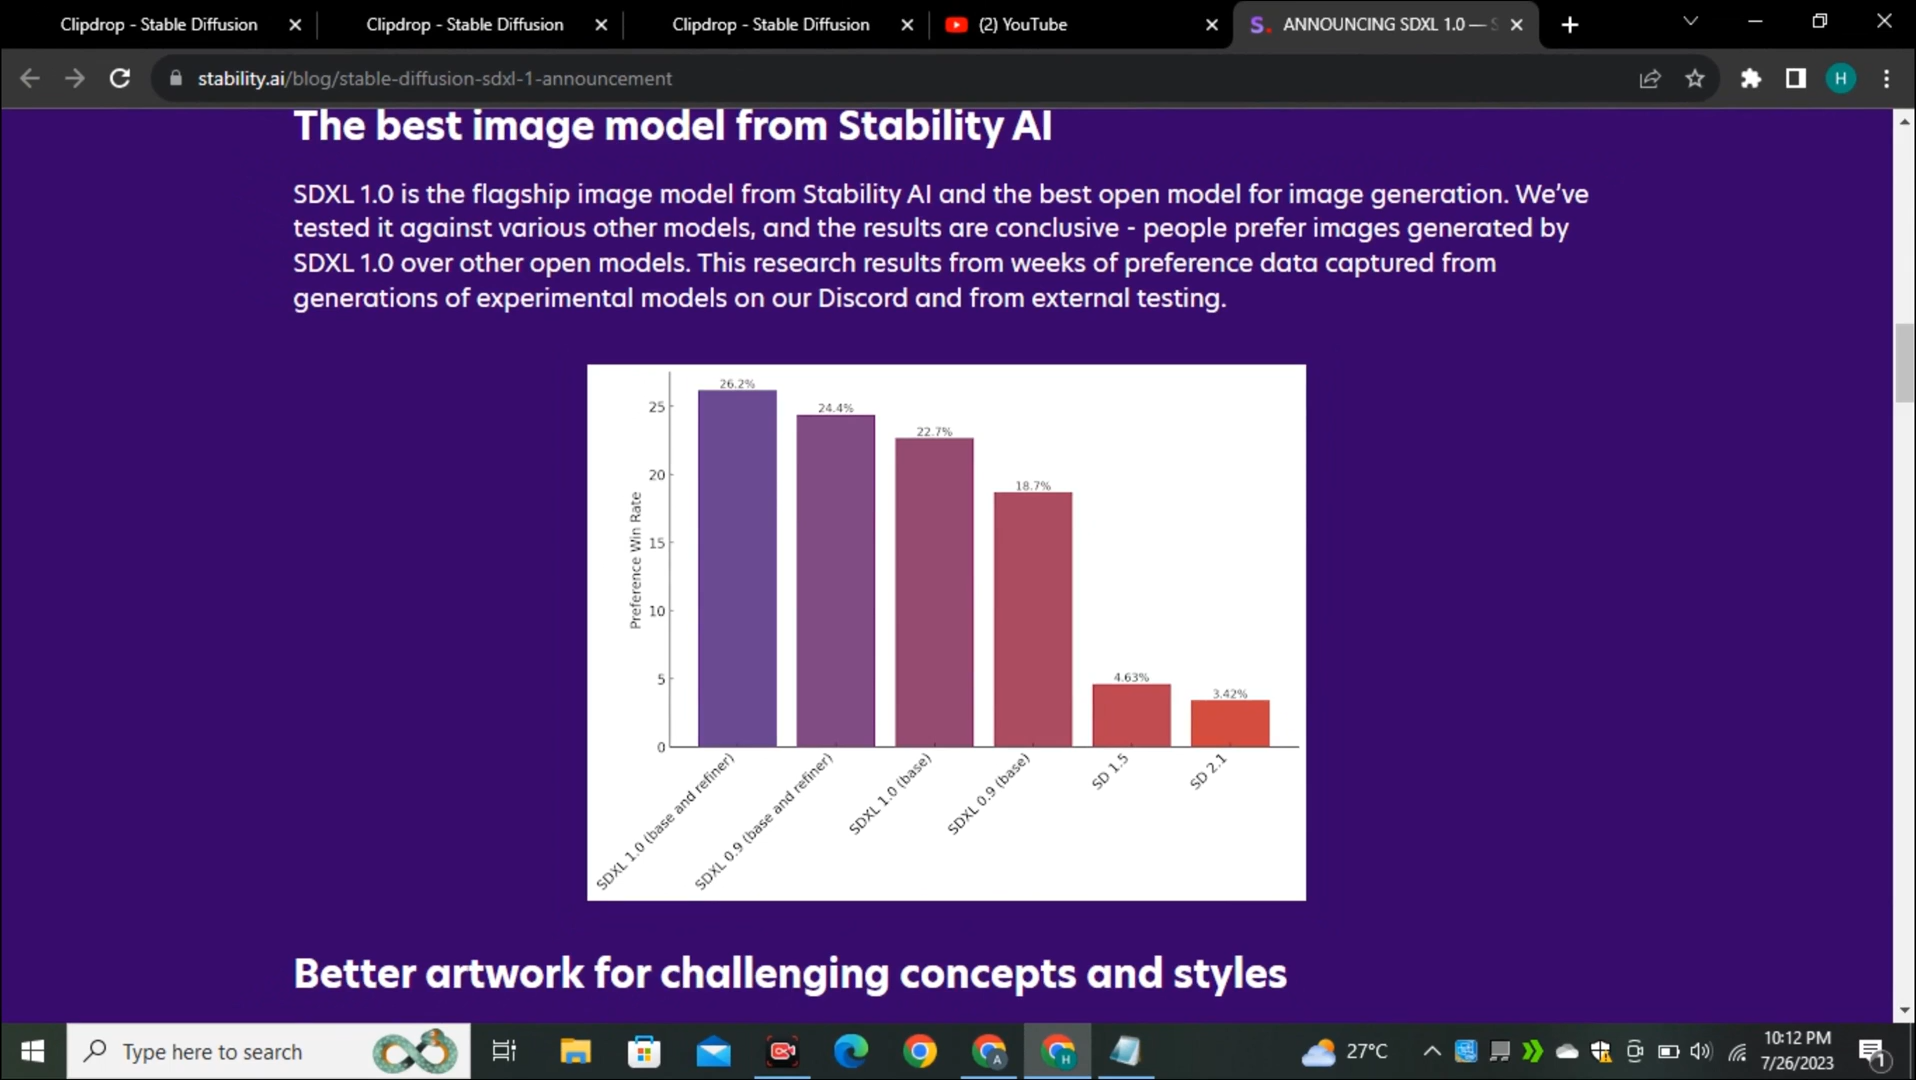 Clipdrop - Stable Diffusion
Clipdrop - Stable Diffusion
Clipdrop - Stable Diffusion
(2) YouTube
ANNOUNCING SDXL 1.0 — S
stability.ai/blog/stable-diffusion-sdxl-1-announcement
H
The best image model from Stability AI
SDXL 1.0 is the flagship image model from Stability AI and the best open model for image generation. We’ve
tested it against various other models, and the results are conclusive - people prefer images generated by
SDXL 1.0 over other open models. This research results from weeks of preference data captured from
generations of experimental models on our Discord and from external testing.
Preference Win Rate
25
20
15
10
5
0
26.2%
24.4%
22.7%
18.7%
4.63%
3.42%
SDXL 1.0 (base and refiner)
SDXL 0.9 (base and refiner)
SDXL 1.0 (base)
SDXL 0.9 (base)
SD 1.5
SD 2.1
Better artwork for challenging concepts and styles
Type here to search
A
H
27°C
10:12 PM
7/26/2023
1